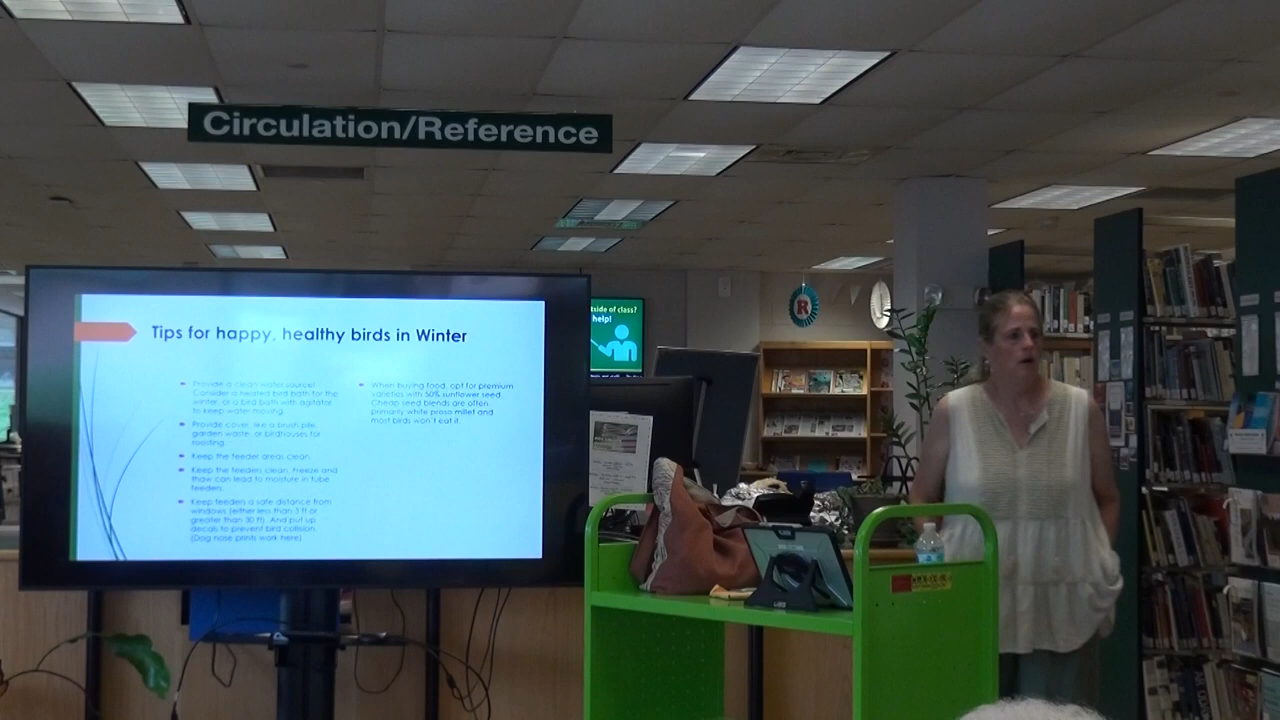 Circulation/Reference
tside of class?
help!
R
Tips for happy, healthy birds in Winter
Provide a clean water source!
Consider a heated bird bath for the
winter, or a bird bath with agitator
to keep water moving.
Provide cover, like a brush pile,
garden waste, or birdhouses for
roosting.
Keep the feeder areas clean.
Keep the feeders clean. Freeze and
thaw can lead to moisture in tube
feeders.
Keep feeders a safe distance from
windows (either less than 3 ft or
greater than 30 ft). And put up
decals to prevent bird collision.
(Dog nose prints work here)
When buying food, opt for premium
varieties with 50% sunflower seed.
Cheap seed blends are often
primarily white proso millet and
most birds won't eat it.